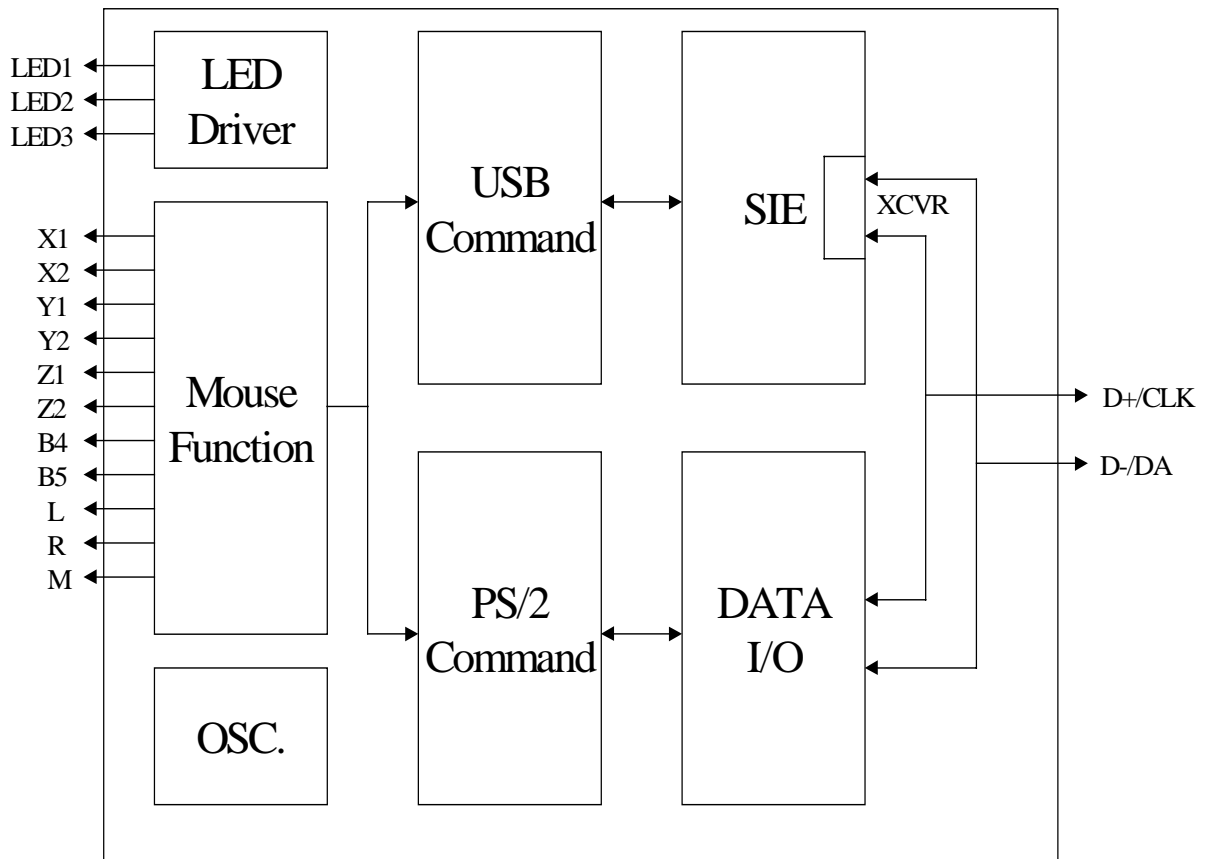 LED1
LED2
LED3
LED
Driver
X1
X2
Y1
Y2
Z1
Z2
B4
B5
L
R
M
Mouse
Function
OSC.
USB
Command
PS/2
Command
SIE
XCVR
DATA
I/O
D+/CLK
D-/DA